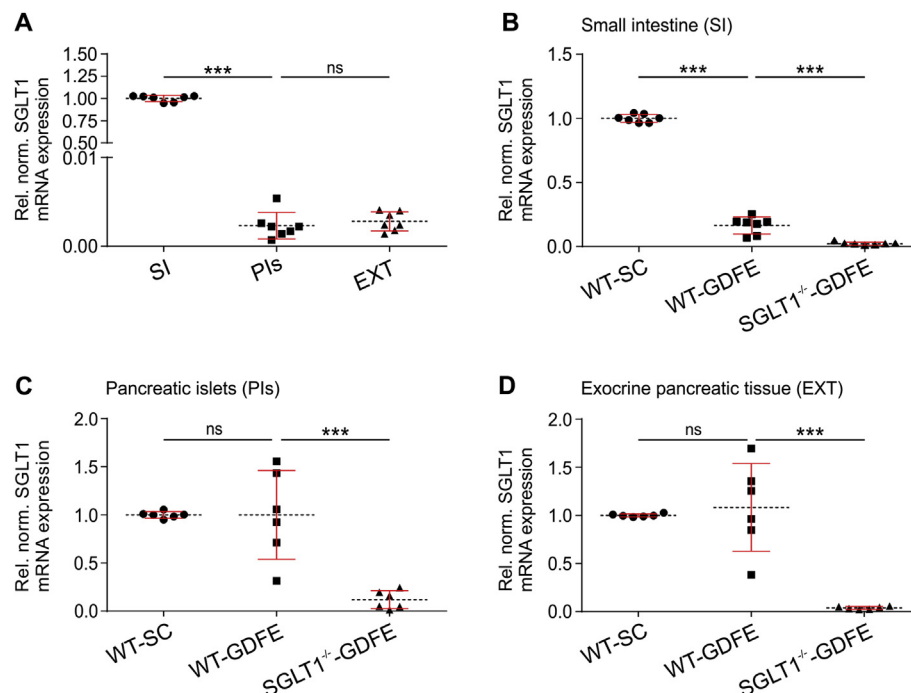 A
Rel. norm. SGLT1
mRNA expression
1.50
1.25
1.00
0.75
0.50
0.01
0.00
***
ns
SI
PIs
EXT
B
Small intestine (SI)
Rel. norm. SGLT1
mRNA expression
1.5
1.0
0.5
0.0
***
***
WT-SC
WT-GDFE
SGLT1-/--GDFE
C
Pancreatic islets (PIs)
Rel. norm. SGLT1
mRNA expression
2.0
1.5
1.0
0.5
0.0
ns
***
WT-SC
WT-GDFE
SGLT1-/--GDFE
D
Exocrine pancreatic tissue (EXT)
Rel. norm. SGLT1
mRNA expression
2.0
1.5
1.0
0.5
0.0
ns
***
WT-SC
WT-GDFE
SGLT1-/--GDFE